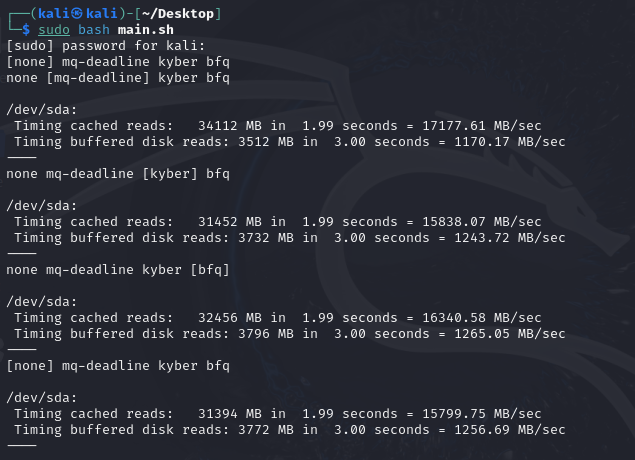 ┌──(kali㉿kali)-[~/Desktop]
└─$ sudo bash main.sh
[sudo] password for kali:
[none] mq-deadline kyber bfq
none [mq-deadline] kyber bfq

/dev/sda:
 Timing cached reads:   34112 MB in  1.99 seconds = 17177.61 MB/sec
 Timing buffered disk reads: 3512 MB in  3.00 seconds = 1170.17 MB/sec
────
none mq-deadline [kyber] bfq

/dev/sda:
 Timing cached reads:   31452 MB in  1.99 seconds = 15838.07 MB/sec
 Timing buffered disk reads: 3732 MB in  3.00 seconds = 1243.72 MB/sec
────
none mq-deadline kyber [bfq]

/dev/sda:
 Timing cached reads:   32456 MB in  1.99 seconds = 16340.58 MB/sec
 Timing buffered disk reads: 3796 MB in  3.00 seconds = 1265.05 MB/sec
────
[none] mq-deadline kyber bfq

/dev/sda:
 Timing cached reads:   31394 MB in  1.99 seconds = 15799.75 MB/sec
 Timing buffered disk reads: 3772 MB in  3.00 seconds = 1256.69 MB/sec
────